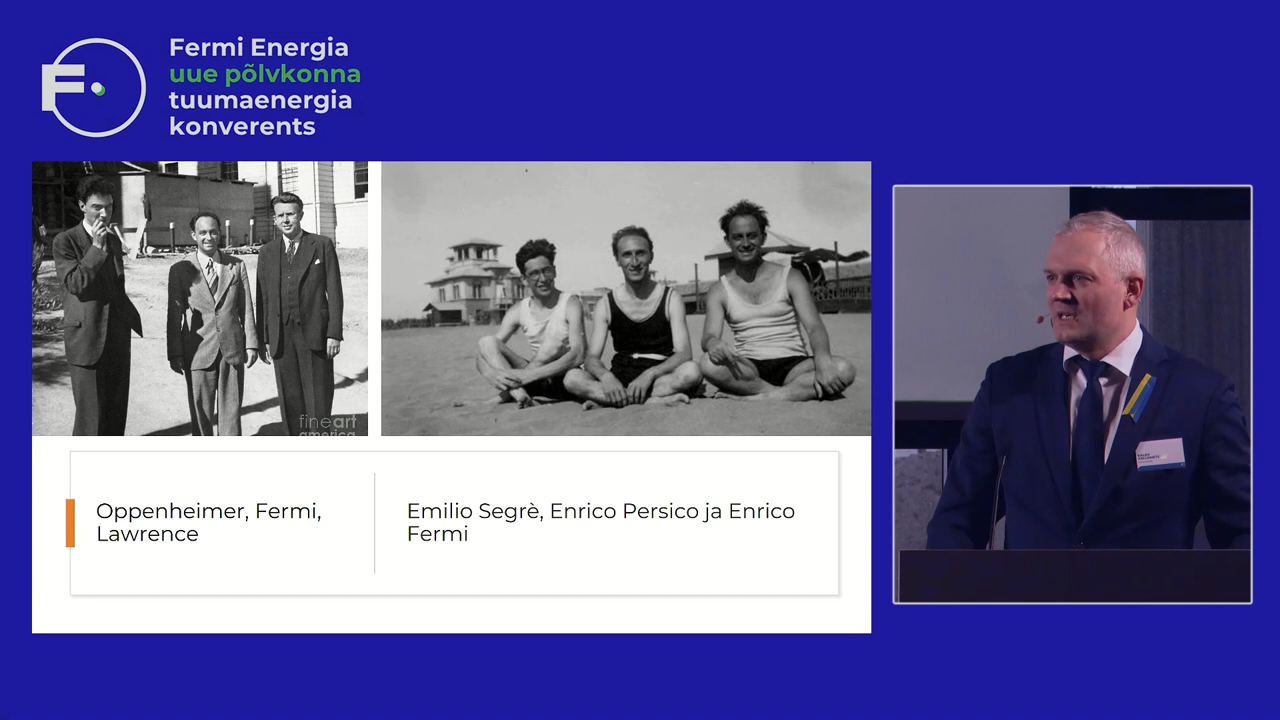 Fermi Energia
uue põlvkonna
tuumaenergia
konverents
fineart
america
Oppenheimer, Fermi,
Lawrence
Emilio Segrè, Enrico Persico ja Enrico
Fermi